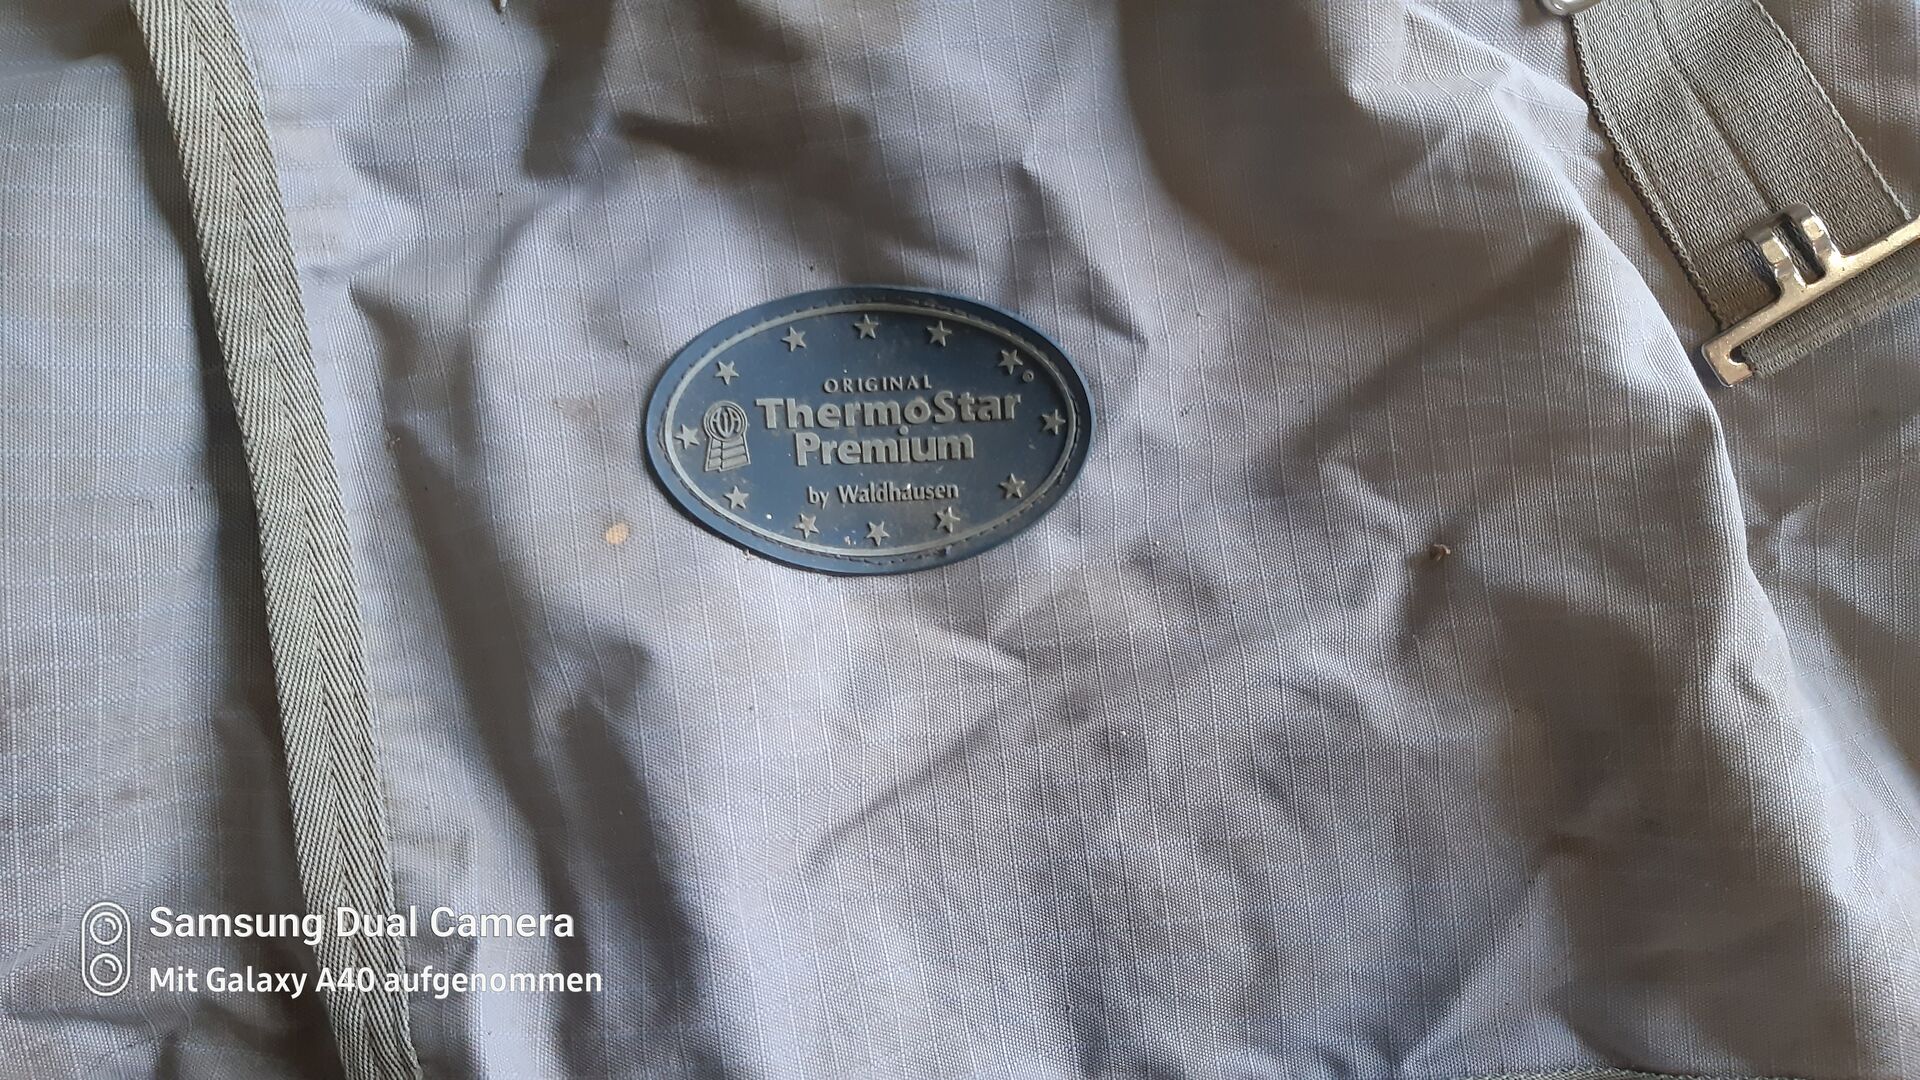 ORIGINAL
ThermoStar
Premium
by Waldhausen
Samsung Dual Camera
Mit Galaxy A40 aufgenommen